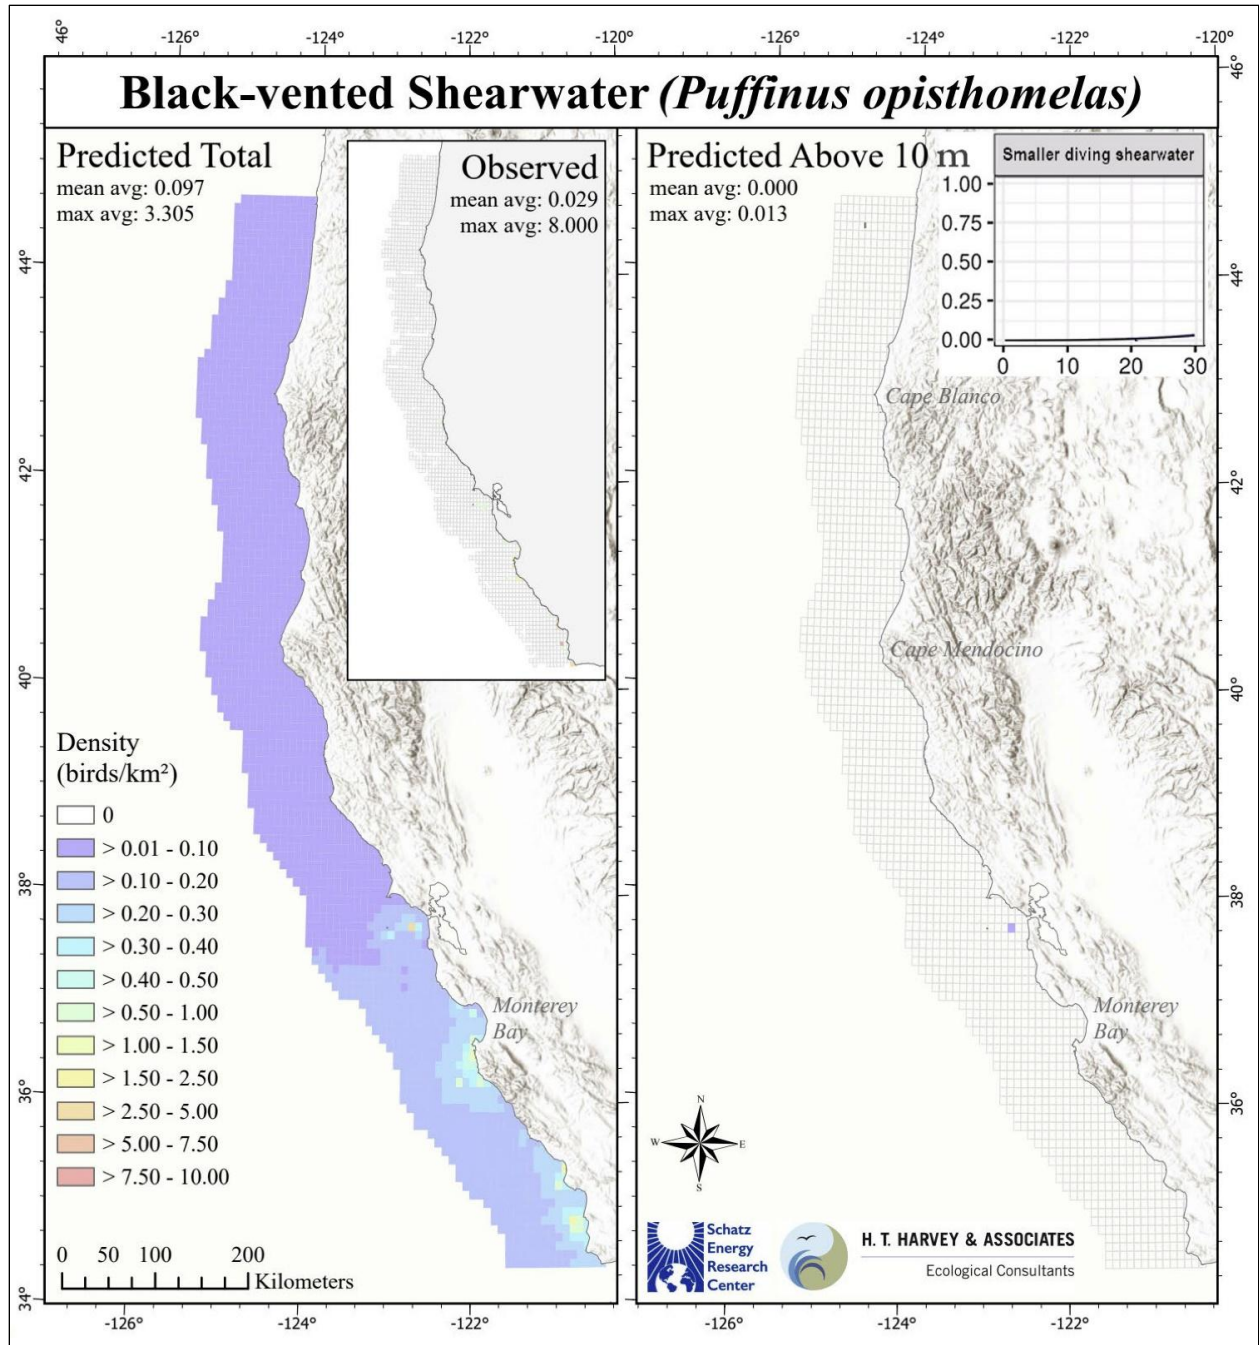 46°
-126°
-124°
-122°
-120°
-126°
-124°
-122°
-120°
46°
Black-vented Shearwater (Puffinus opisthomelas)
Predicted Total
mean avg: 0.097
max avg: 3.305
Observed
mean avg: 0.029
max avg: 8.000
Predicted Above 10 m
mean avg: 0.000
max avg: 0.013
Smaller diving shearwater
1.00
0.75
0.50
0.25
0.00
0
10
20
30
44°
42°
40°
38°
36°
34°
44°
42°
40°
38°
36°
Cape Blanco
Cape Mendocino
Monterey
Bay
Monterey
Bay
Density
(birds/km²)
0
> 0.01 - 0.10
> 0.10 - 0.20
> 0.20 - 0.30
> 0.30 - 0.40
> 0.40 - 0.50
> 0.50 - 1.00
> 1.00 - 1.50
> 1.50 - 2.50
> 2.50 - 5.00
> 5.00 - 7.50
> 7.50 - 10.00
0 50 100 200
Kilometers
N
W
E
S
Schatz
Energy
Research
Center
H. T. HARVEY & ASSOCIATES
Ecological Consultants
-126°
-124°
-122°
-126°
-124°
-122°